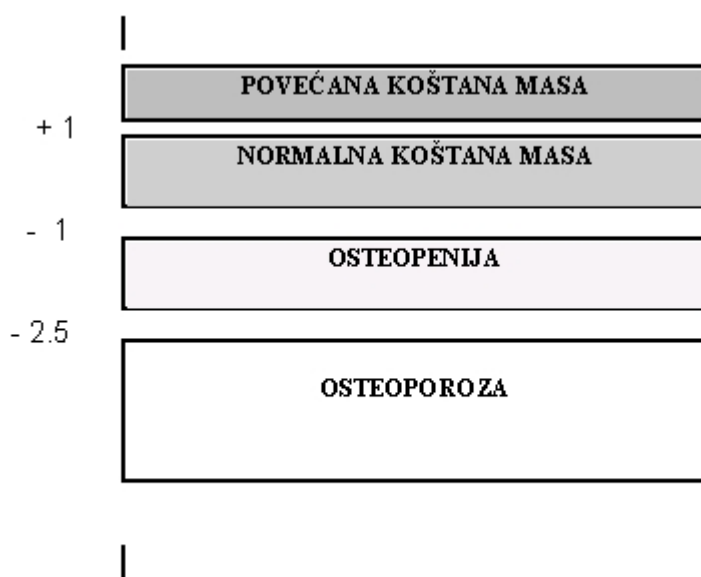 POVEĆANA KOŠTANA MASA
+ 1
NORMALNA KOŠTANA MASA
- 1
OSTEOPENIJA
- 2.5
OSTEOPOROZA